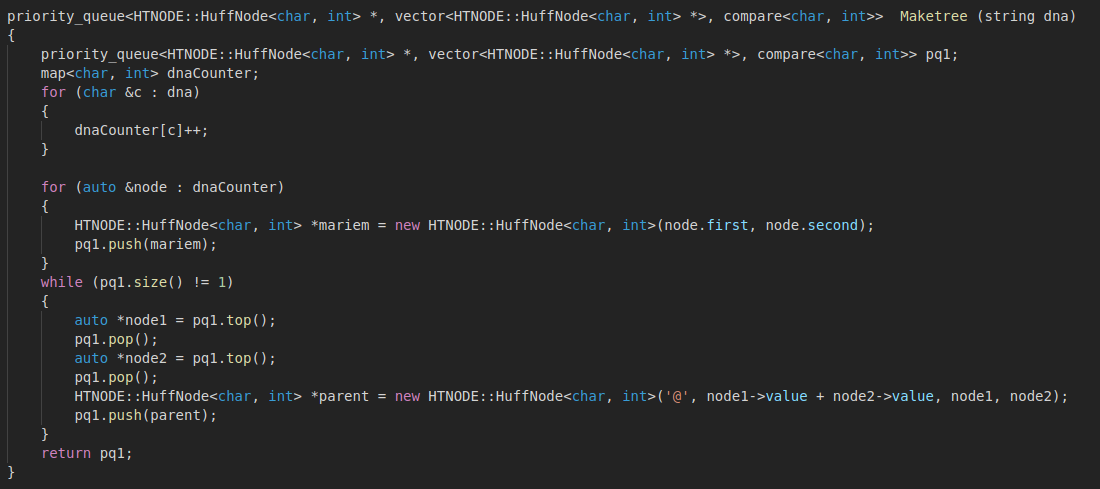 priority_queue<HTNODE::HuffNode<char, int> *, vector<HTNODE::HuffNode<char, int> *>, compare<char, int>>  Maketree (string dna)
{
    priority_queue<HTNODE::HuffNode<char, int> *, vector<HTNODE::HuffNode<char, int> *>, compare<char, int>> pq1;
    map<char, int> dnaCounter;
    for (char &c : dna)
    {
        dnaCounter[c]++;
    }

    for (auto &node : dnaCounter)
    {
        HTNODE::HuffNode<char, int> *mariem = new HTNODE::HuffNode<char, int>(node.first, node.second);
        pq1.push(mariem);
    }
    while (pq1.size() != 1)
    {
        auto *node1 = pq1.top();
        pq1.pop();
        auto *node2 = pq1.top();
        pq1.pop();
        HTNODE::HuffNode<char, int> *parent = new HTNODE::HuffNode<char, int>('@', node1->value + node2->value, node1, node2);
        pq1.push(parent);
    }
    return pq1;
}